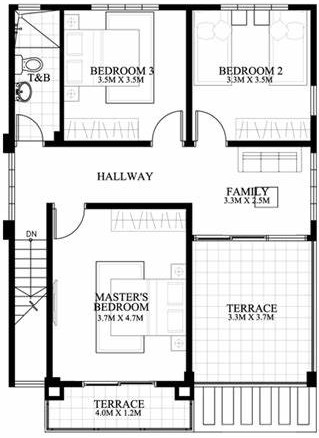 T&B
BEDROOM 3
3.5M X 3.5M
BEDROOM 2
3.3M X 3.5M
HALLWAY
FAMILY
3.3M X 2.5M
DN
MASTER'S
BEDROOM
3.7M X 4.7M
TERRACE
3.3M X 3.7M
TERRACE
4.0M X 1.2M